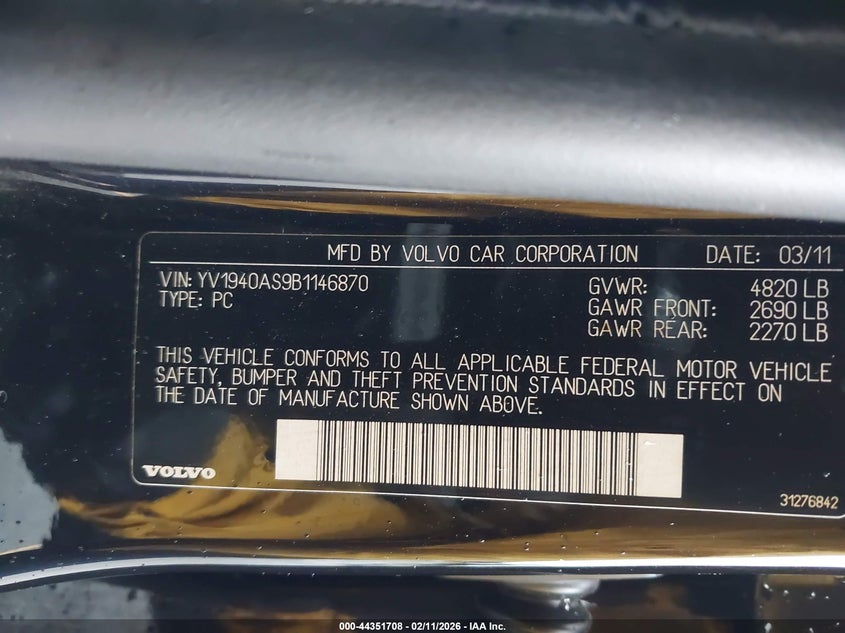 MFD BY VOLVO CAR CORPORATION DATE: 03/11
VIN: YV1940AS9B1146870 GVWR: 4820 LB
TYPE: PC GAWR FRONT: 2690 LB
GAWR REAR: 2270 LB
THIS VEHICLE CONFORMS TO ALL APPLICABLE FEDERAL MOTOR VEHICLE
SAFETY, BUMPER AND THEFT PREVENTION STANDARDS IN EFFECT ON
THE DATE OF MANUFACTURE SHOWN ABOVE.
VOLVO
31276842
000-44351708 - 02/11/2026 - IAA Inc.